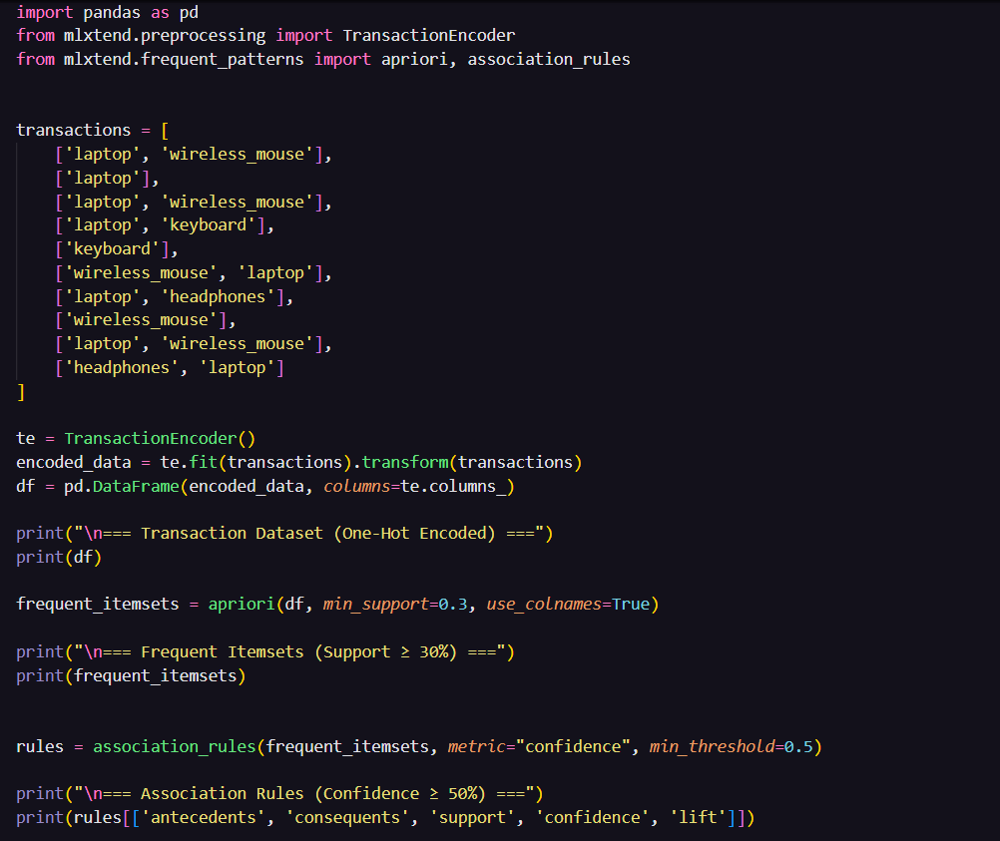 import pandas as pd
from mlxtend.preprocessing import TransactionEncoder
from mlxtend.frequent_patterns import apriori, association_rules
transactions = [
    ['laptop', 'wireless_mouse'],
    ['laptop'],
    ['laptop', 'wireless_mouse'],
    ['laptop', 'keyboard'],
    ['keyboard'],
    ['wireless_mouse', 'laptop'],
    ['laptop', 'headphones'],
    ['wireless_mouse'],
    ['laptop', 'wireless_mouse'],
    ['headphones', 'laptop']
]
te = TransactionEncoder()
encoded_data = te.fit(transactions).transform(transactions)
df = pd.DataFrame(encoded_data, columns=te.columns_)
print("\n=== Transaction Dataset (One-Hot Encoded) ===")
print(df)
frequent_itemsets = apriori(df, min_support=0.3, use_colnames=True)
print("\n=== Frequent Itemsets (Support ≥ 30%) ===")
print(frequent_itemsets)
rules = association_rules(frequent_itemsets, metric="confidence", min_threshold=0.5)
print("\n=== Association Rules (Confidence ≥ 50%) ===")
print(rules[['antecedents', 'consequents', 'support', 'confidence', 'lift']])